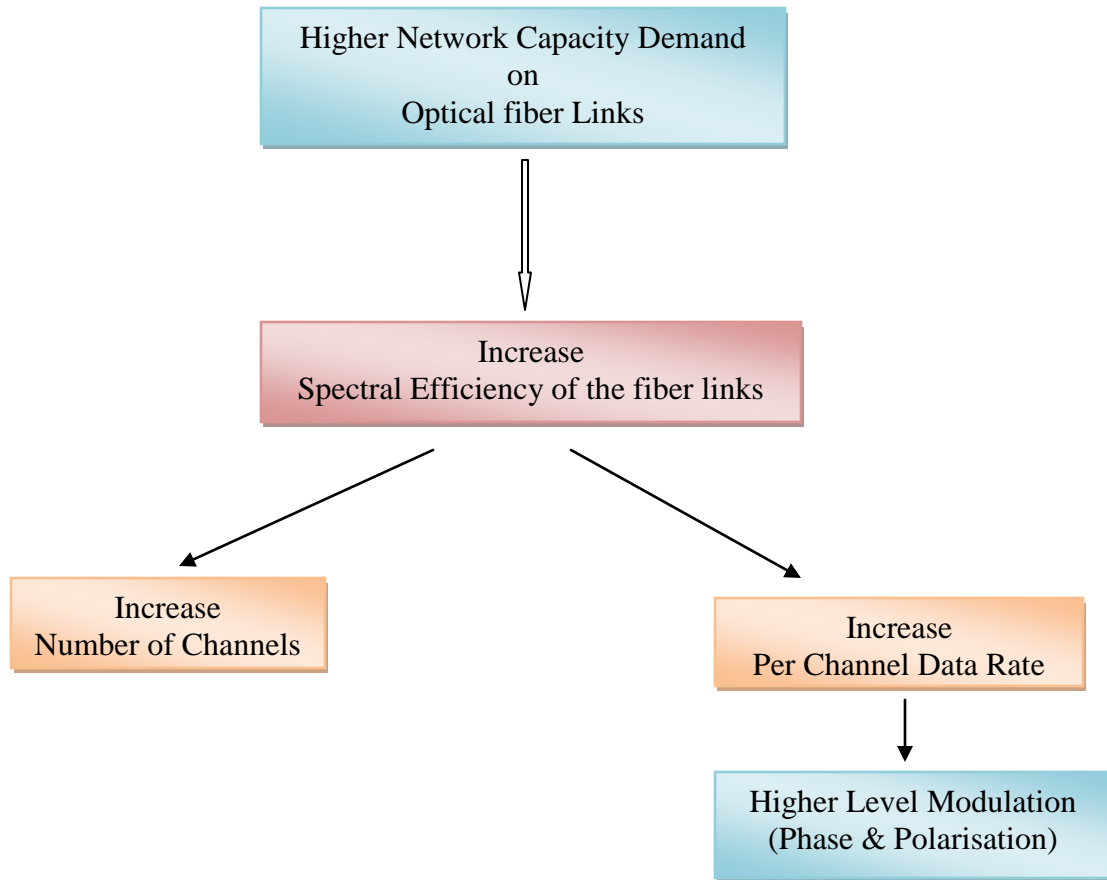 Higher Network Capacity Demand
on
Optical fiber Links
Increase
Spectral Efficiency of the fiber links
Increase
Number of Channels
Increase
Per Channel Data Rate
Higher Level Modulation
(Phase & Polarisation)